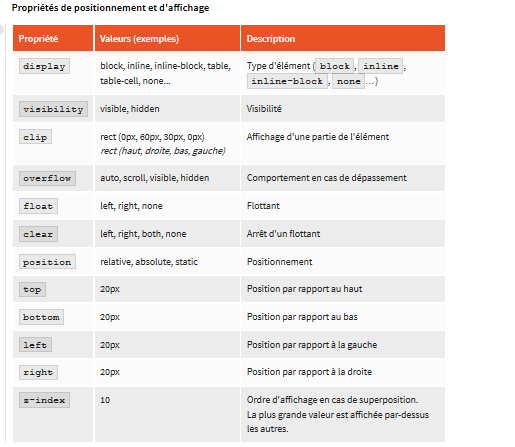 Propriétés de positionnement et d'affichage
Propriété Valeurs (exemples) Description
display block, inline, inline-block, table, Type d'élément ( block , inline ,
table-cell, none... inline-block , none ...)
visibility visible, hidden Visibilité
clip rect (0px, 60px, 30px, 0px) Affichage d'une partie de l'élément
rect (haut, droite, bas, gauche)
overflow auto, scroll, visible, hidden Comportement en cas de dépassement
float left, right, none Flottant
clear left, right, both, none Arrêt d'un flottant
position relative, absolute, static Positionnement
top 20px Position par rapport au haut
bottom 20px Position par rapport au bas
left 20px Position par rapport à la gauche
right 20px Position par rapport à la droite
z-index 10 Ordre d'affichage en cas de superposition.
La plus grande valeur est affichée par-dessus
les autres.